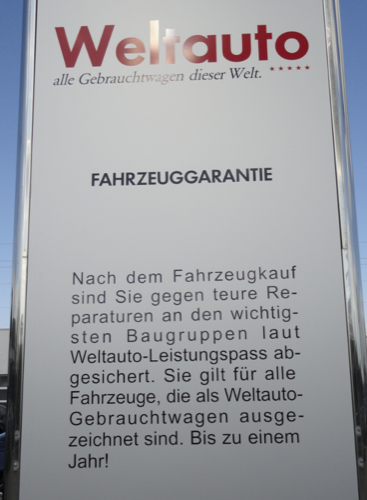 Weltauto
alle Gebrauchtwagen dieser Welt. *****
FAHRZEUGGARANTIE
Nach dem Fahrzeugkauf
sind Sie gegen teure Re-
paraturen an den wichtig-
sten Baugruppen laut
Weltauto-Leistungspass ab-
gesichert. Sie gilt für alle
Fahrzeuge, die als Weltauto-
Gebrauchtwagen ausge-
zeichnet sind. Bis zu einem
Jahr!